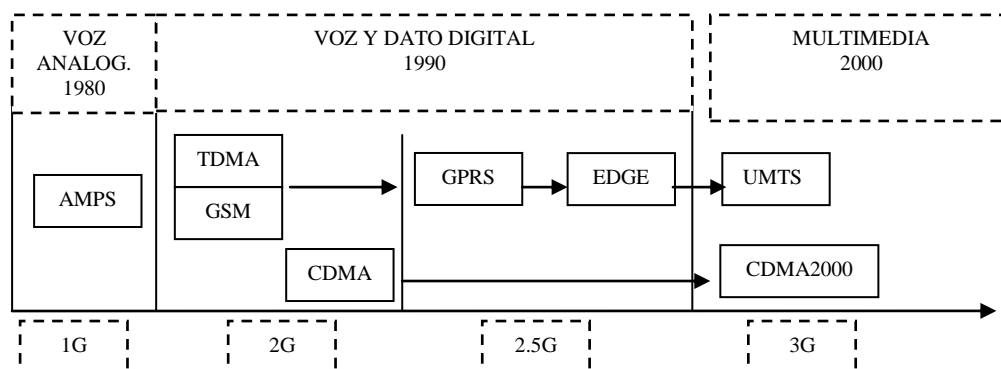 VOZ
ANALOG.
1980
VOZ Y DATO DIGITAL
1990
MULTIMEDIA
2000
AMPS
TDMA
GSM
CDMA
GPRS
EDGE
UMTS
CDMA2000
1G
2G
2.5G
3G